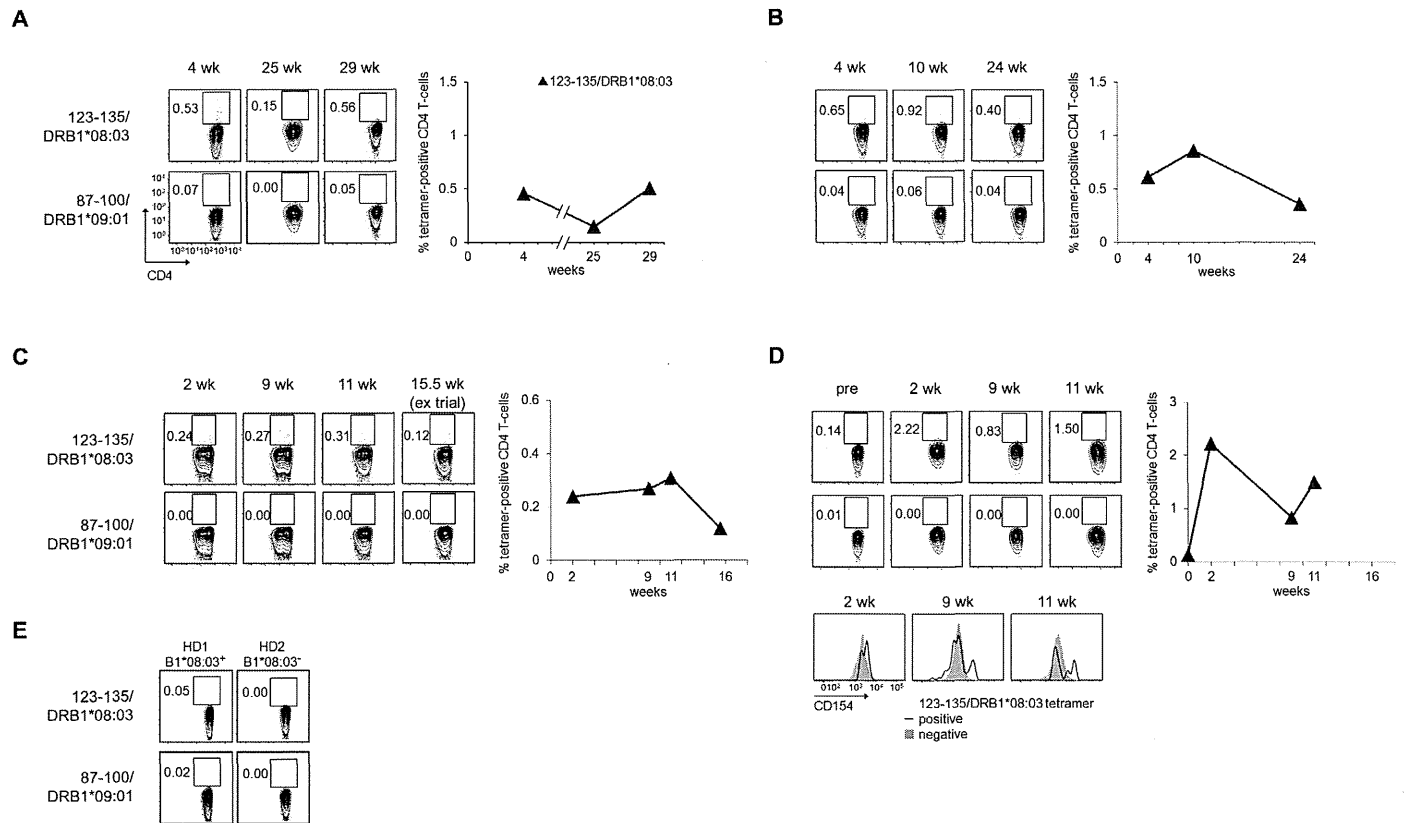 A
4 wk 25 wk 29 wk
123-135/
DRB1*08:03
0.53 0.15 0.56
87-100/
DRB1*09:01
0.07 0.00 0.05
CD4
% tetramer-positive CD4 T-cells
1.5
1
0.5
0
▲123-135/DRB1*08:03
0 4 25 29
weeks
B
4 wk 10 wk 24 wk
0.65 0.92 0.40
0.04 0.06 0.04
% tetramer-positive CD4 T-cells
1.5
1
0.5
0
0 4 10 24
weeks
C
2 wk 9 wk 11 wk 15.5 wk
(ex trial)
123-135/
DRB1*08:03
0.24 0.27 0.31 0.12
87-100/
DRB1*09:01
0.00 0.00 0.00 0.00
% tetramer-positive CD4 T-cells
0.6
0.4
0.2
0
0 2 9 11 16
weeks
D
pre 2 wk 9 wk 11 wk
0.14 2.22 0.83 1.50
0.01 0.00 0.00 0.00
% tetramer-positive CD4 T-cells
3
2
1
0
0 2 9 11 16
weeks
2 wk 9 wk 11 wk
010² 10³ 10⁴ 10⁵
CD154
123-135/DRB1*08:03 tetramer
positive
negative
E
HD1 HD2
B1*08:03⁺ B1*08:03⁻
123-135/
DRB1*08:03
0.05 0.00
87-100/
DRB1*09:01
0.02 0.00